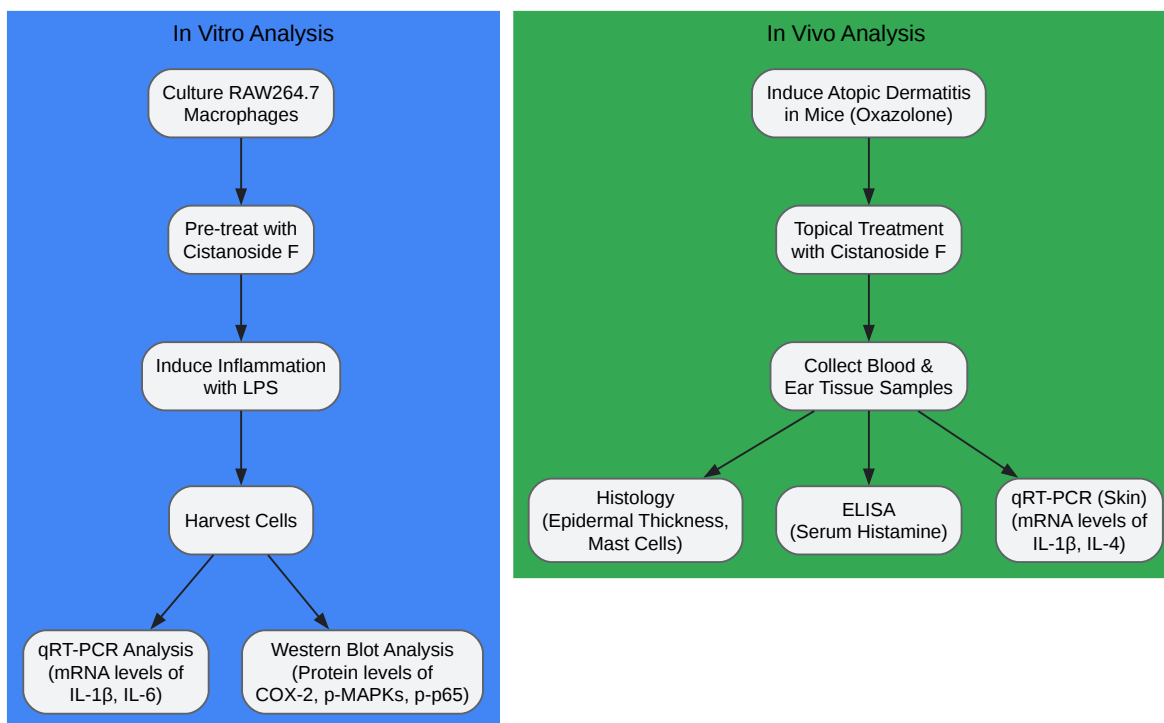 In Vitro Analysis
Culture RAW264.7
Macrophages
Pre-treat with
Cistanoside F
Induce Inflammation
with LPS
Harvest Cells
qRT-PCR Analysis
(mRNA levels of
IL-1β, IL-6)
Western Blot Analysis
(Protein levels of
COX-2, p-MAPKs, p-p65)
In Vivo Analysis
Induce Atopic Dermatitis
in Mice (Oxazolone)
Topical Treatment
with Cistanoside F
Collect Blood &
Ear Tissue Samples
Histology
(Epidermal Thickness,
Mast Cells)
ELISA
(Serum Histamine)
qRT-PCR (Skin)
(mRNA levels of
IL-1β, IL-4)